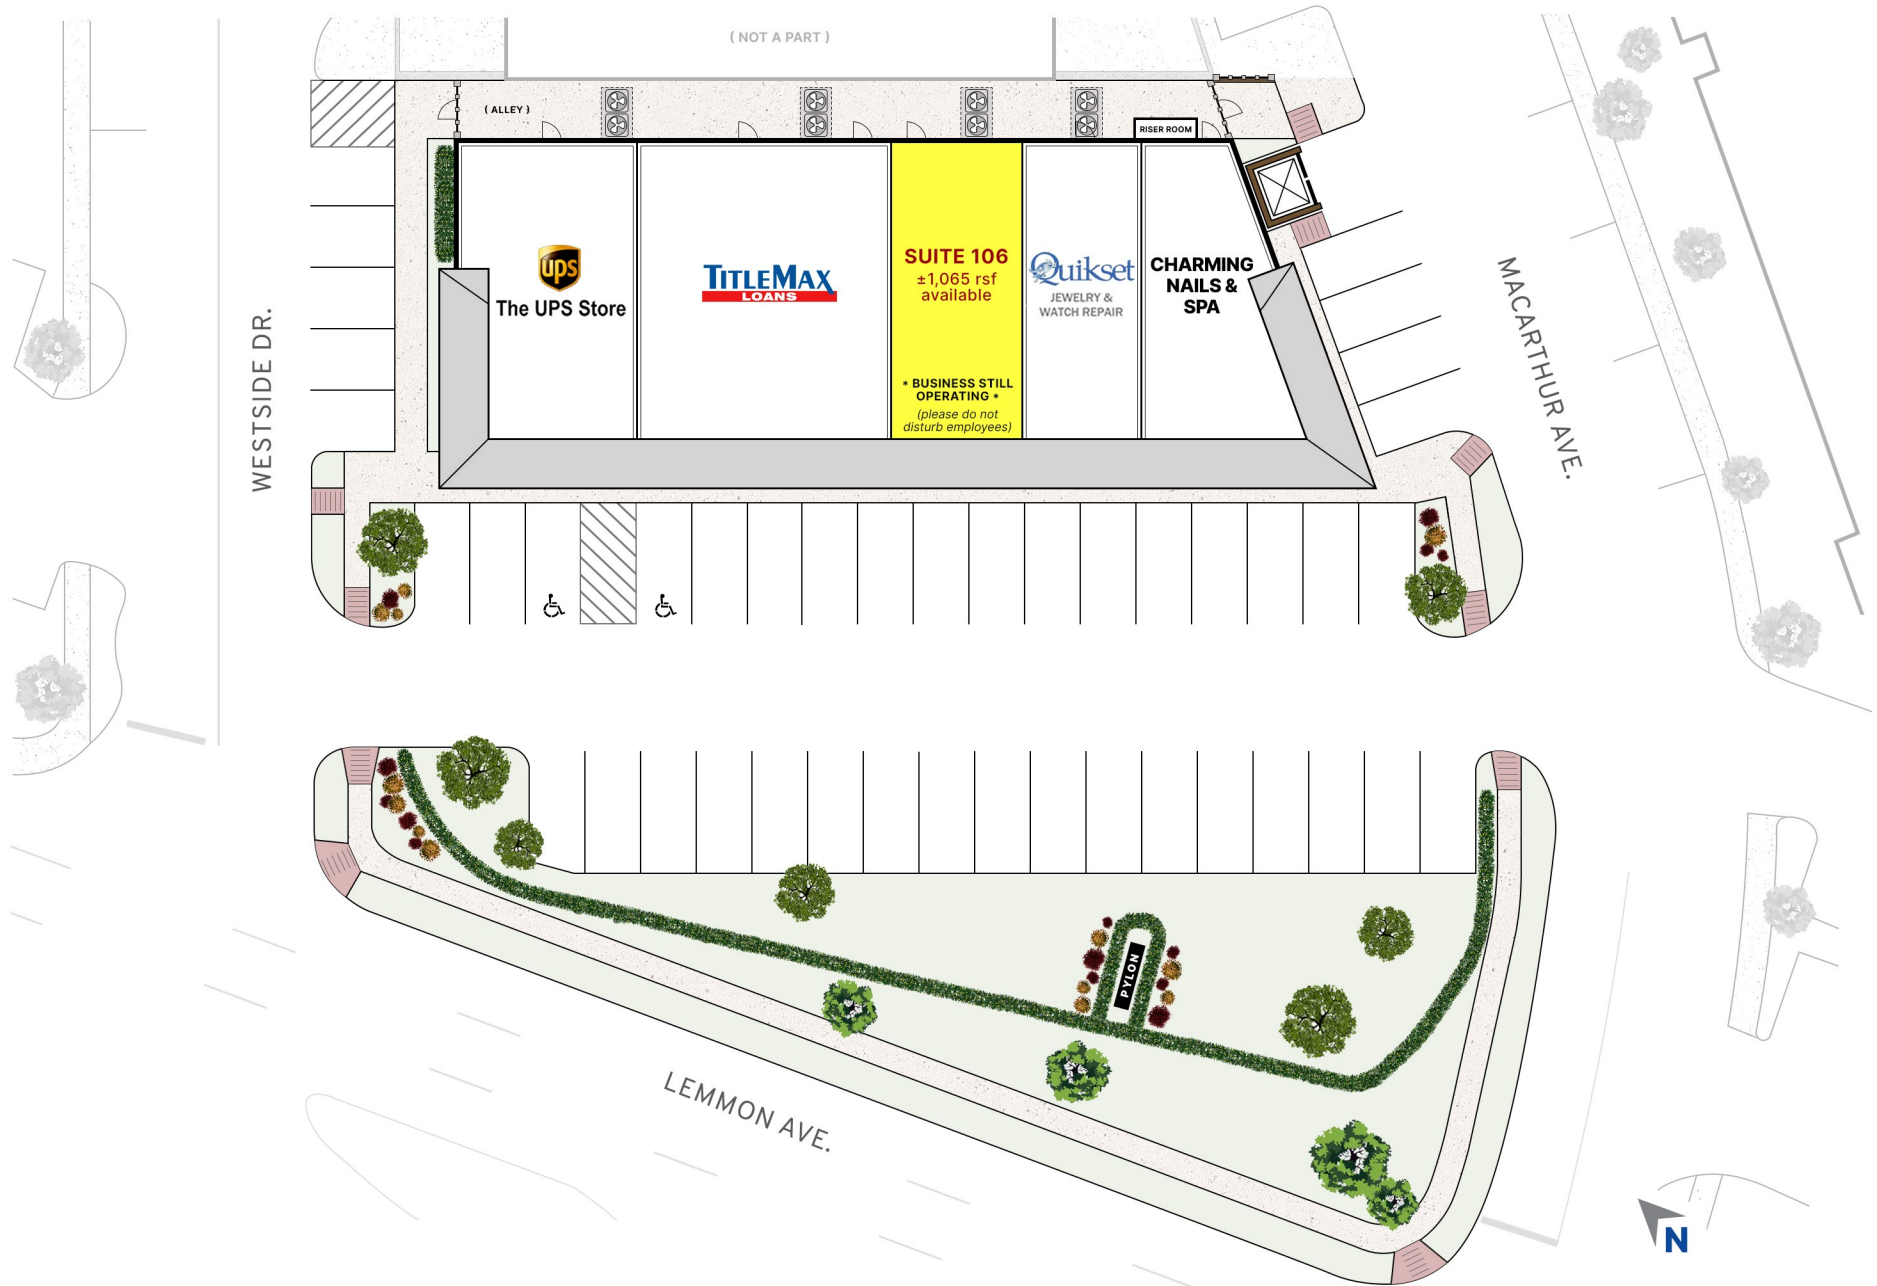 ( NOT A PART )
( ALLEY )
RISER ROOM
ups
The UPS Store
TITLEMAX
LOANS
SUITE 106
±1,065 rsf
available
* BUSINESS STILL
OPERATING *
(please do not
disturb employees)
Quikset
JEWELRY &
WATCH REPAIR
CHARMING
NAILS &
SPA
WESTSIDE DR.
MACARTHUR AVE.
PYLON
LEMMON AVE.
N